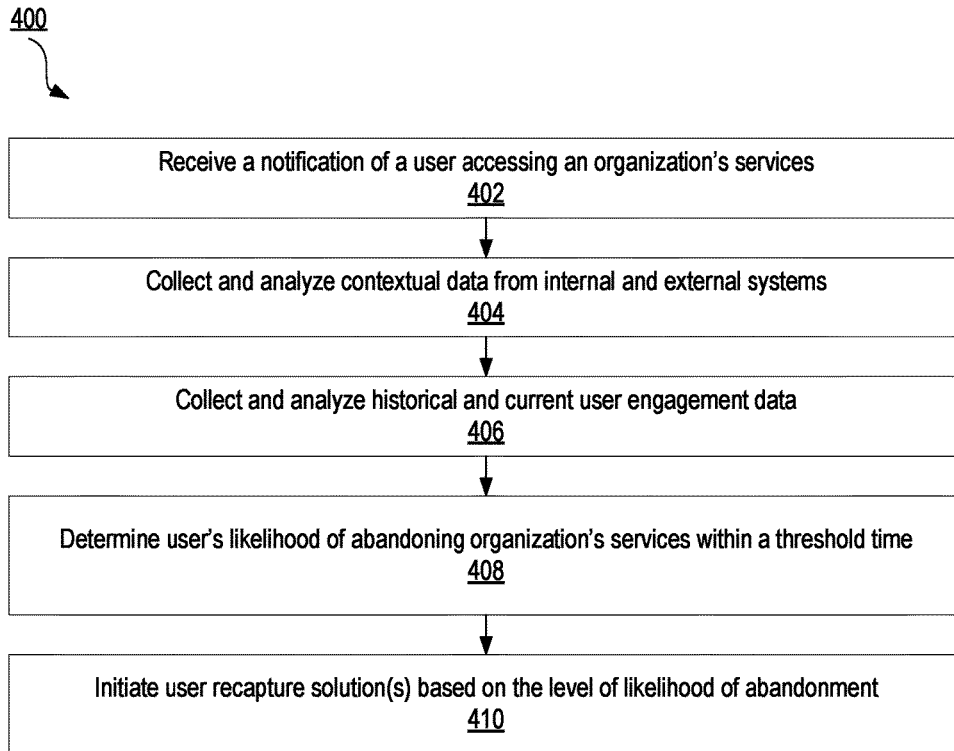 400
Receive a notification of a user accessing an organization's services
402
Collect and analyze contextual data from internal and external systems
404
Collect and analyze historical and current user engagement data
406
Determine user's likelihood of abandoning organization's services within a threshold time
408
Initiate user recapture solution(s) based on the level of likelihood of abandonment
410